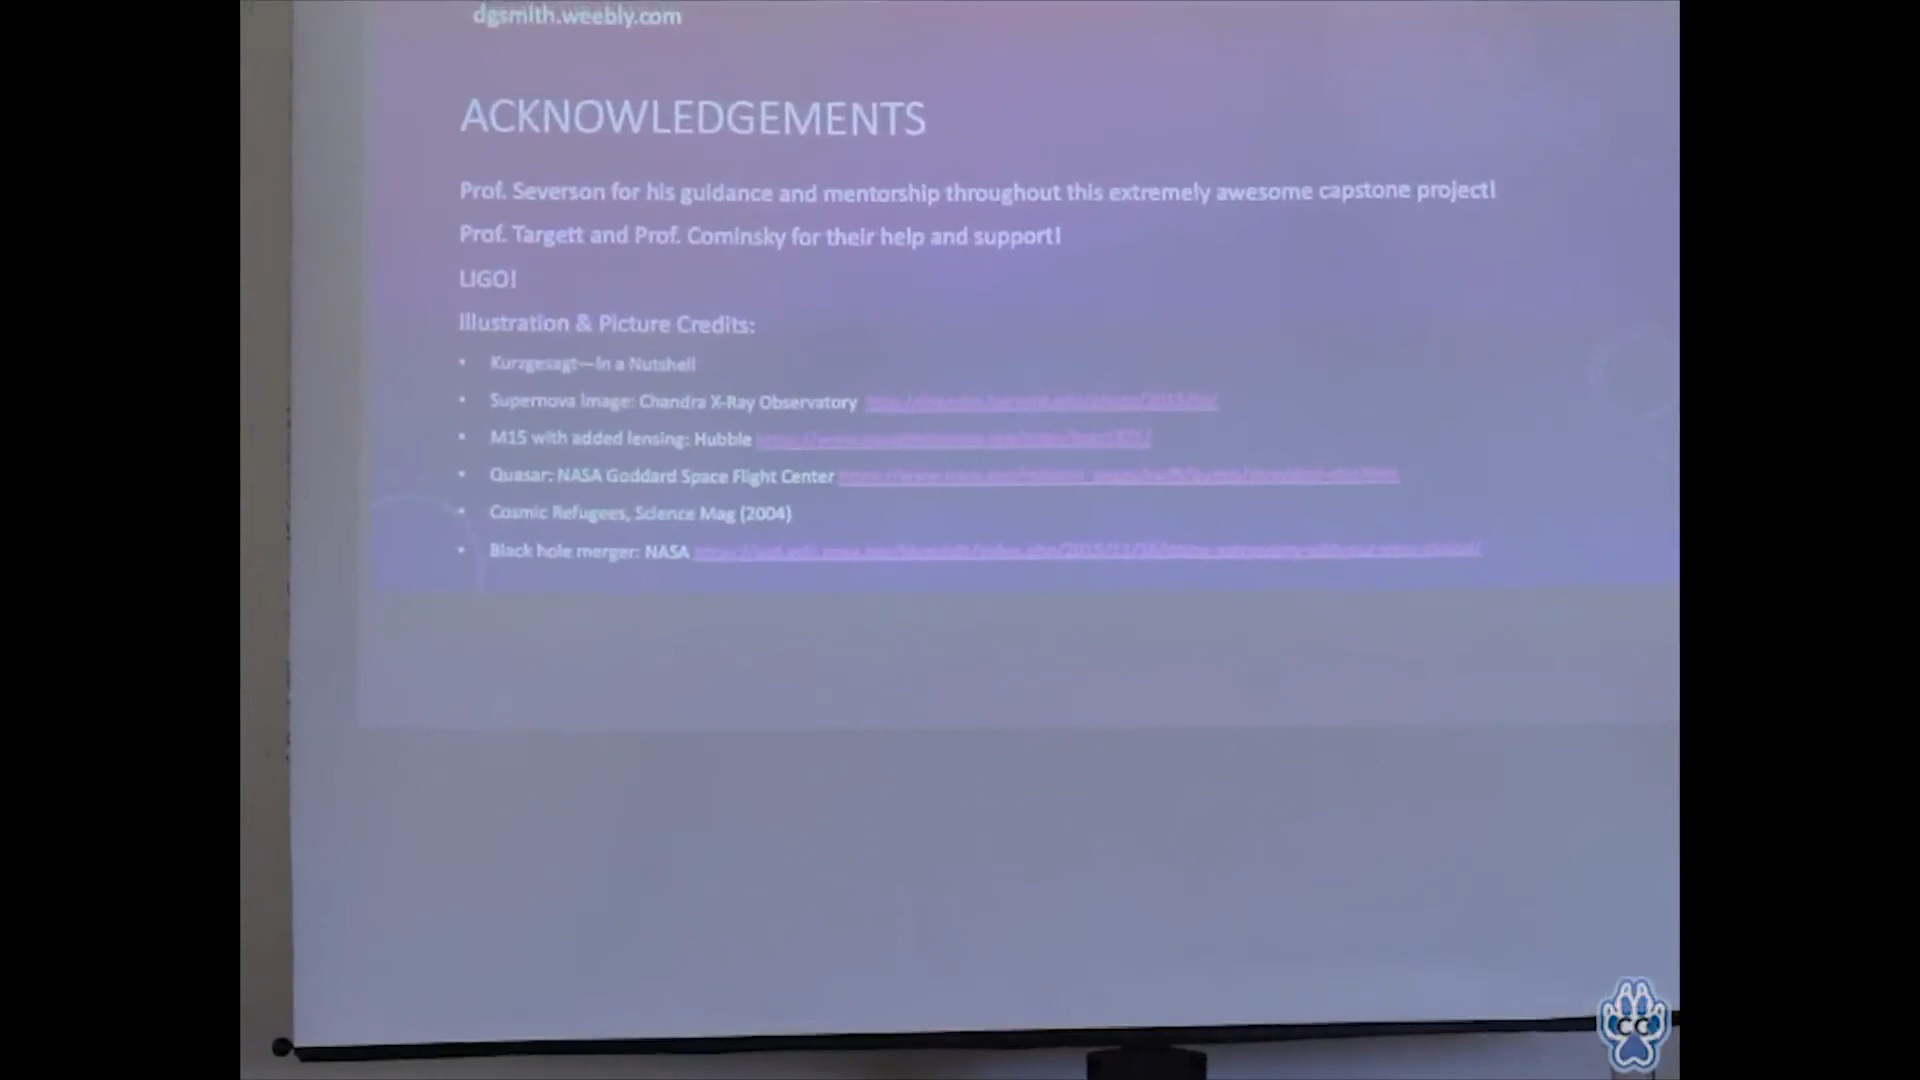 dgsmith.weebly.com
ACKNOWLEDGEMENTS
Prof. Severson for his guidance and mentorship throughout this extremely awesome capstone project!
Prof. Targett and Prof. Cominsky for their help and support!
LIGO!
Illustration & Picture Credits:
• Kurzgesagt—In a Nutshell
• Supernova Image: Chandra X-Ray Observatory
• M15 with added lensing: Hubble
• Quasar: NASA Goddard Space Flight Center
• Cosmic Refugees, Science Mag (2004)
• Black hole merger: NASA
CC